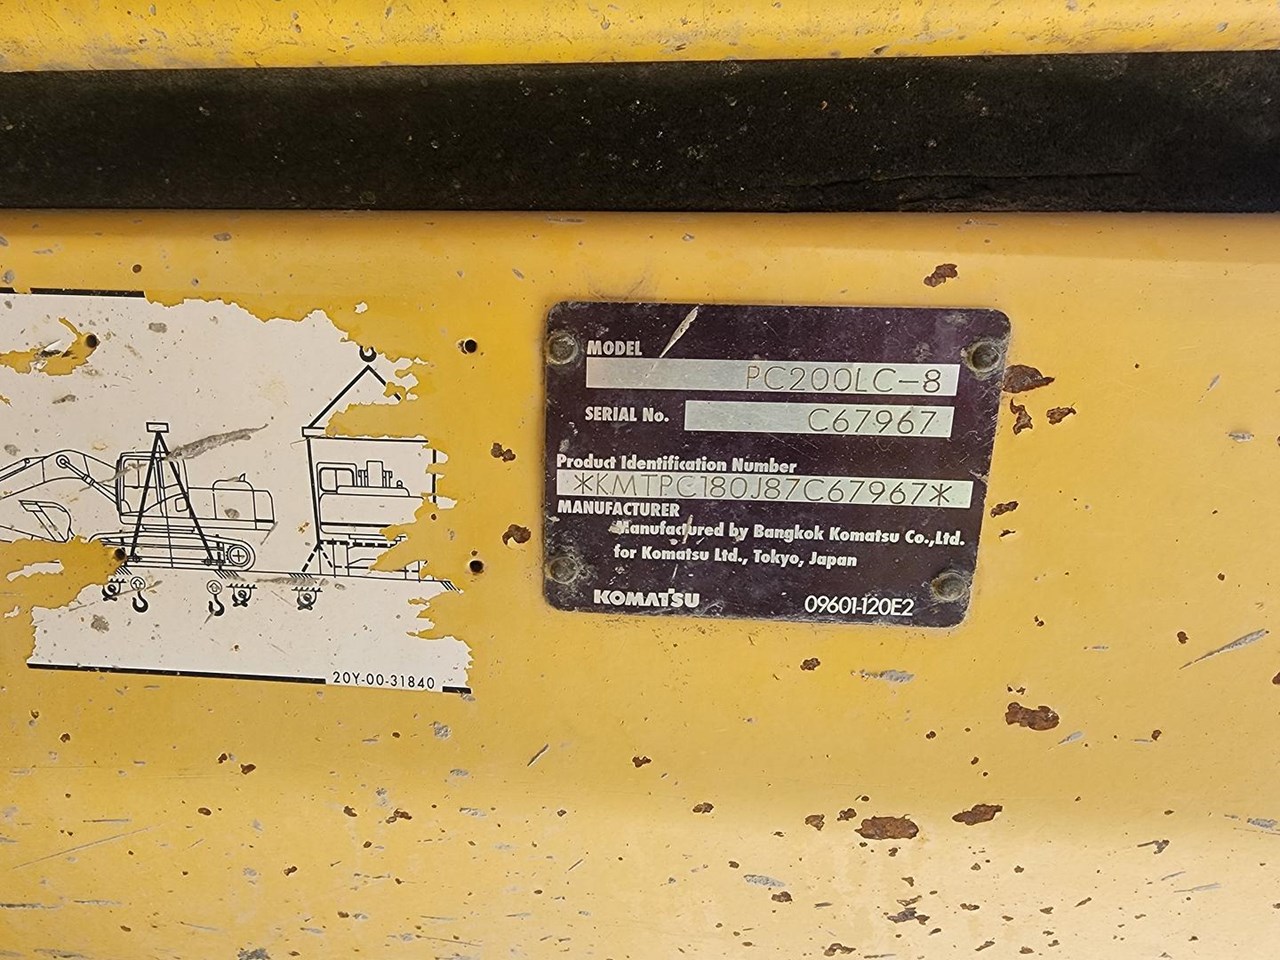 MODEL
PC200LC-8
SERIAL No.
C67967
Product Identification Number
*KMTPC180J87C67967*
MANUFACTURER
Manufactured by Bangkok Komatsu Co.,Ltd.
for Komatsu Ltd., Tokyo, Japan
KOMATSU
09601-120E2
20Y-00-31840